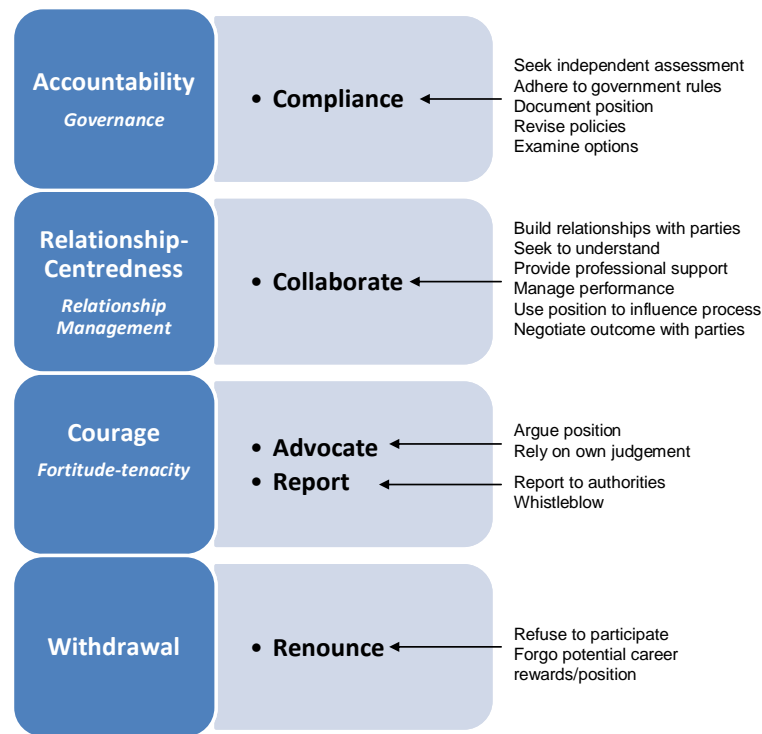 Accountability
Governance
• Compliance
Seek independent assessment
Adhere to government rules
Document position
Revise policies
Examine options
Relationship-
Centredness
Relationship
Management
• Collaborate
Build relationships with parties
Seek to understand
Provide professional support
Manage performance
Use position to influence process
Negotiate outcome with parties
Courage
Fortitude-tenacity
• Advocate
• Report
Argue position
Rely on own judgement
Report to authorities
Whistleblow
Withdrawal
• Renounce
Refuse to participate
Forgo potential career
rewards/position